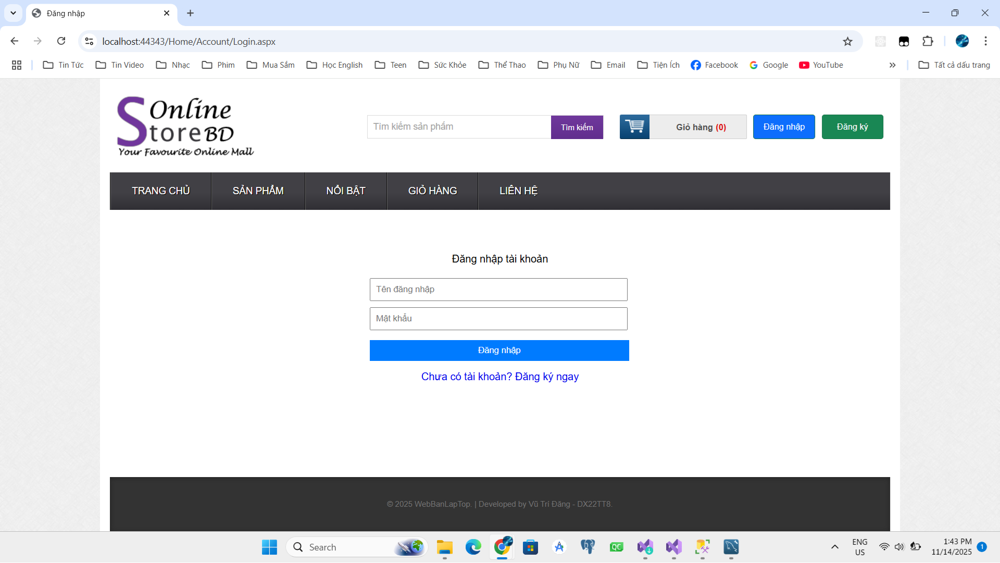 Đăng nhập
localhost:44343/Home/Account/Login.aspx
Tin Tức Tin Video Nhạc Phim Mua Sắm Học English Teen Sức Khỏe Thể Thao Phụ Nữ Email Tiện Ích Facebook Google YouTube Tất cả dấu trang
Online
Store BD
Your Favourite Online Mall
Tìm kiếm sản phẩm Tìm kiếm Giỏ hàng (0) Đăng nhập Đăng ký
TRANG CHỦ SẢN PHẨM NỔI BẬT GIỎ HÀNG LIÊN HỆ
Đăng nhập tài khoản
Tên đăng nhập
Mật khẩu
Đăng nhập
Chưa có tài khoản? Đăng ký ngay
© 2025 WebBanLapTop. | Developed by Vũ Trí Đăng - DX22TT8.
Search QC ENG US 1:43 PM 11/14/2025 1